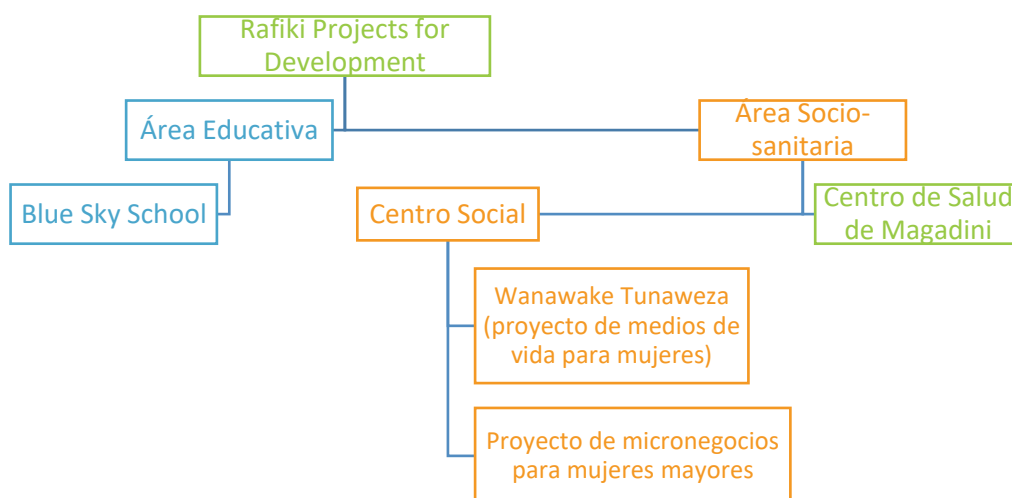 Rafiki Projects for
Development
Área Educativa
Área Socio-
sanitaria
Blue Sky School
Centro Social
Centro de Salud
de Magadini
Wanawake Tunaweza
(proyecto de medios de
vida para mujeres)
Proyecto de micronegocios
para mujeres mayores